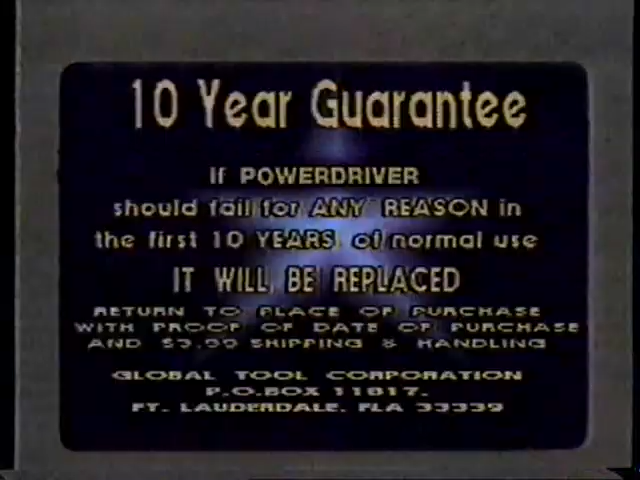 10 Year Guarantee
If POWERDRIVER
should fail for ANY REASON in
the first 10 YEARS of normal use
IT WILL BE REPLACED
RETURN TO PLACE OF PURCHASE
WITH PROOF OF DATE OF PURCHASE
AND SHIPPING & HANDLING
GLOBAL TOOL CORPORATION
P.O.BOX 11817.
FT. LAUDERDALE. FLA 33339